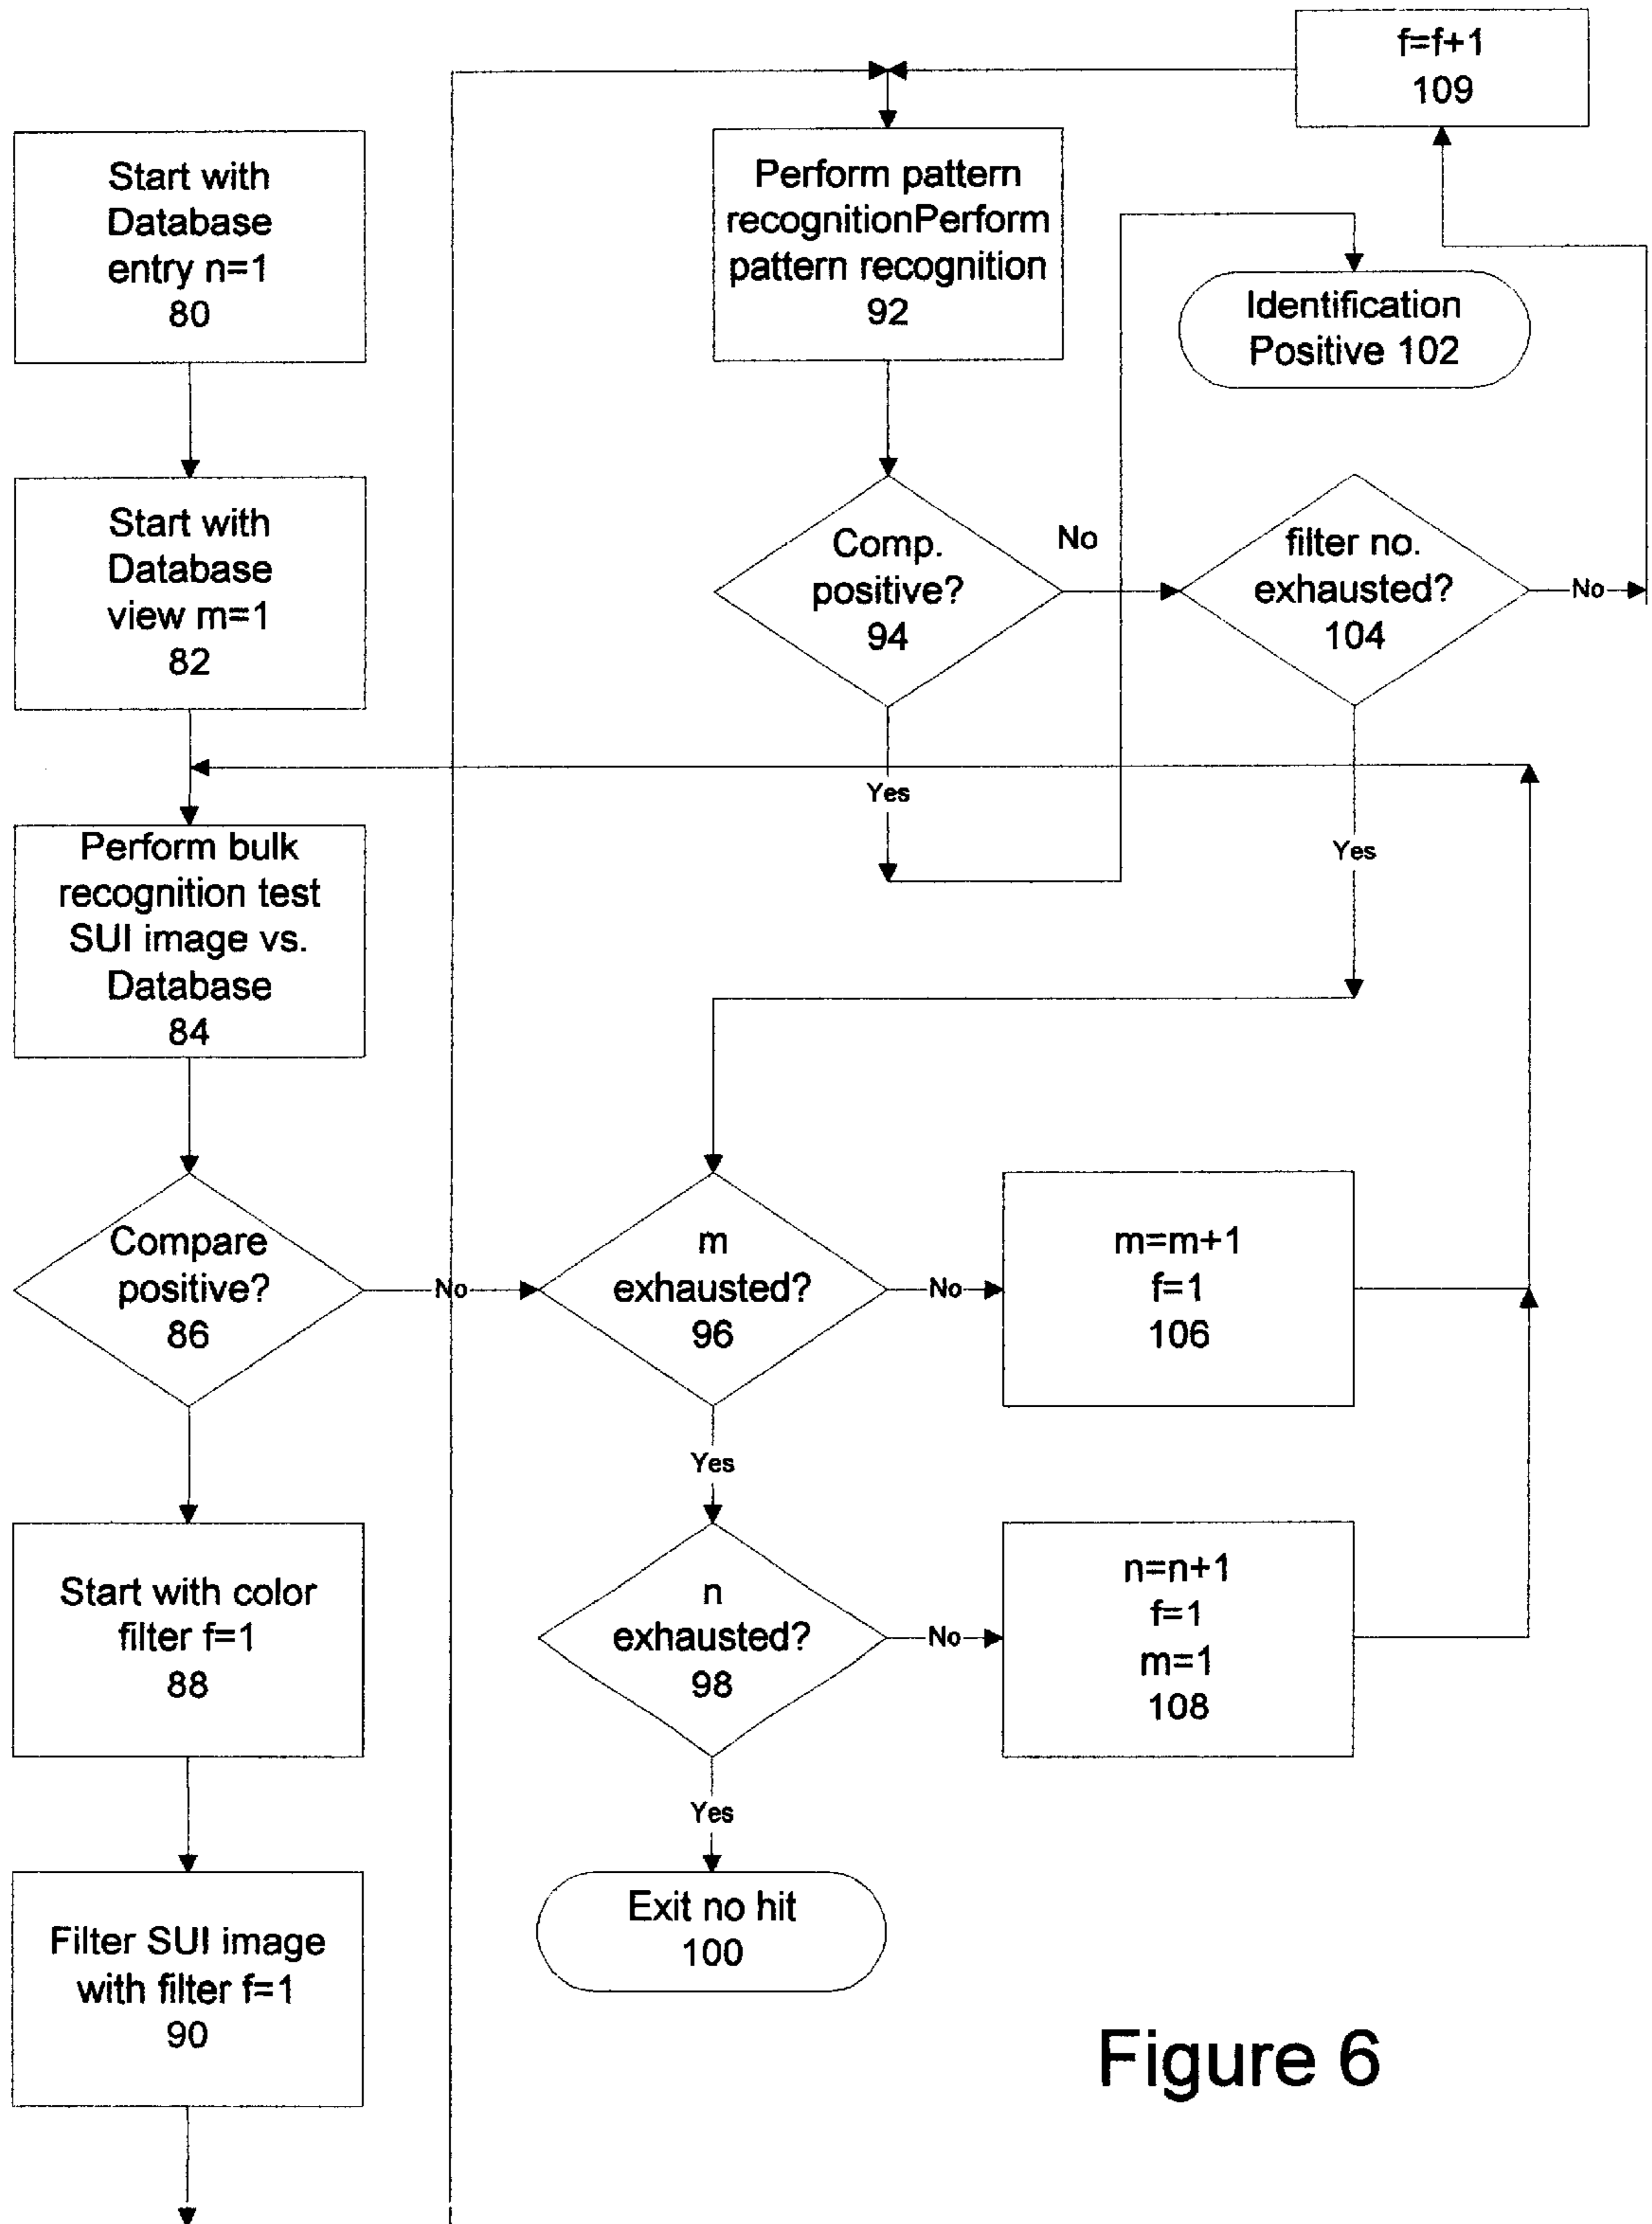 Start with
Database
entry n=1
80
Start with
Database
view m=1
82
Perform bulk
recognition test
SUI image vs.
Database
84
Compare
positive?
86
No
Start with color
filter f=1
88
Filter SUI image
with filter f=1
90
Perform pattern
recognitionPerform
pattern recognition
92
Comp.
positive?
94
No
Yes
f=f+1
109
Identification
Positive 102
filter no.
exhausted?
104
No
Yes
m
exhausted?
96
No
Yes
m=m+1
f=1
106
n
exhausted?
98
No
Yes
n=n+1
f=1
m=1
108
Exit no hit
100
Figure 6